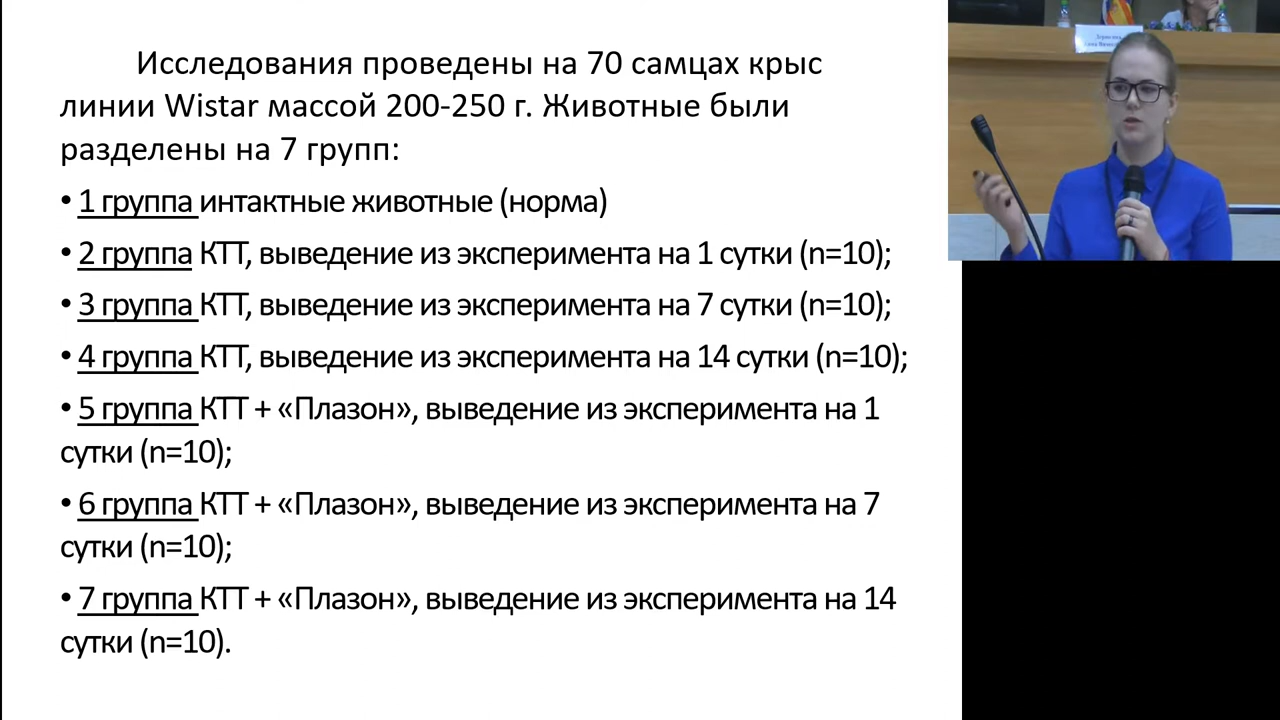 Исследования проведены на 70 самцах крыс
линии Wistar массой 200-250 г. Животные были
разделены на 7 групп:
• 1 группа интактные животные (норма)
• 2 группа КТТ, выведение из эксперимента на 1 сутки (n=10);
• 3 группа КТТ, выведение из эксперимента на 7 сутки (n=10);
• 4 группа КТТ, выведение из эксперимента на 14 сутки (n=10);
• 5 группа КТТ + «Плазон», выведение из эксперимента на 1
сутки (n=10);
• 6 группа КТТ + «Плазон», выведение из эксперимента на 7
сутки (n=10);
• 7 группа КТТ + «Плазон», выведение из эксперимента на 14
сутки (n=10).